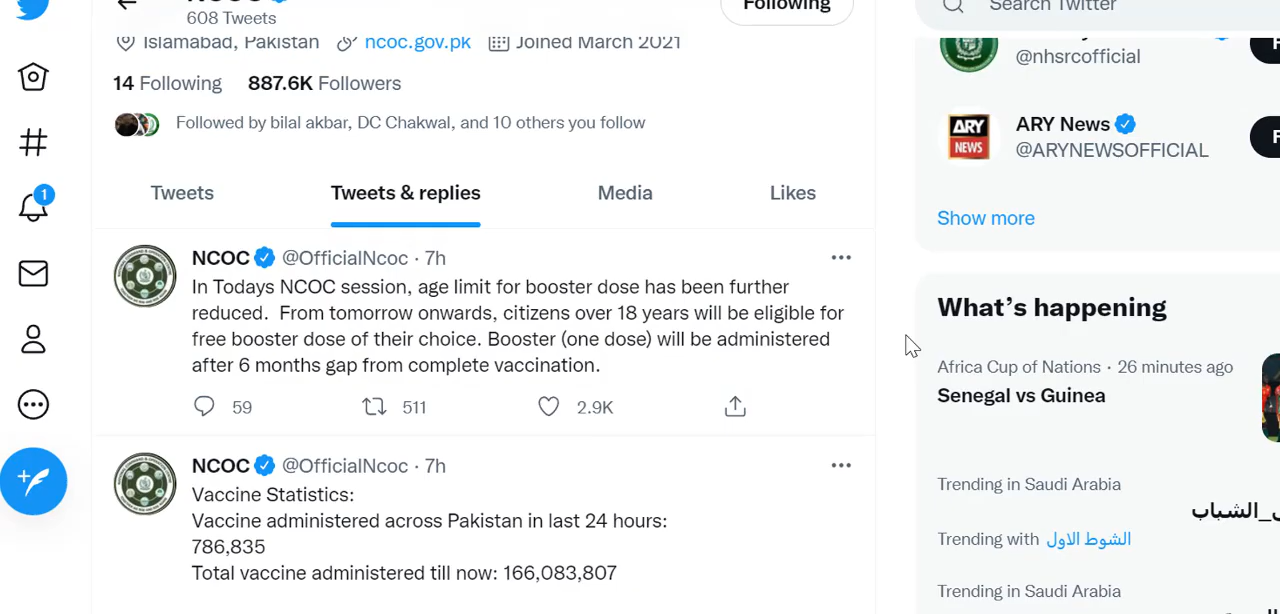 608 Tweets
Following
Search Twitter
Islamabad, Pakistan ncoc.gov.pk Joined March 2021
14 Following 887.6K Followers
Followed by bilal akbar, DC Chakwal, and 10 others you follow
Tweets Tweets & replies Media Likes
NCOC @OfficialNcoc · 7h
In Todays NCOC session, age limit for booster dose has been further
reduced. From tomorrow onwards, citizens over 18 years will be eligible for
free booster dose of their choice. Booster (one dose) will be administered
after 6 months gap from complete vaccination.
59 511 2.9K
NCOC @OfficialNcoc · 7h
Vaccine Statistics:
Vaccine administered across Pakistan in last 24 hours:
786,835
Total vaccine administered till now: 166,083,807
1
@nhsrcofficial
ARY News
@ARYNEWSOFFICIAL
ARY
NEWS
Show more
What's happening
Africa Cup of Nations · 26 minutes ago
Senegal vs Guinea
Trending in Saudi Arabia
الشباب
Trending with الشوط الاول
Trending in Saudi Arabia